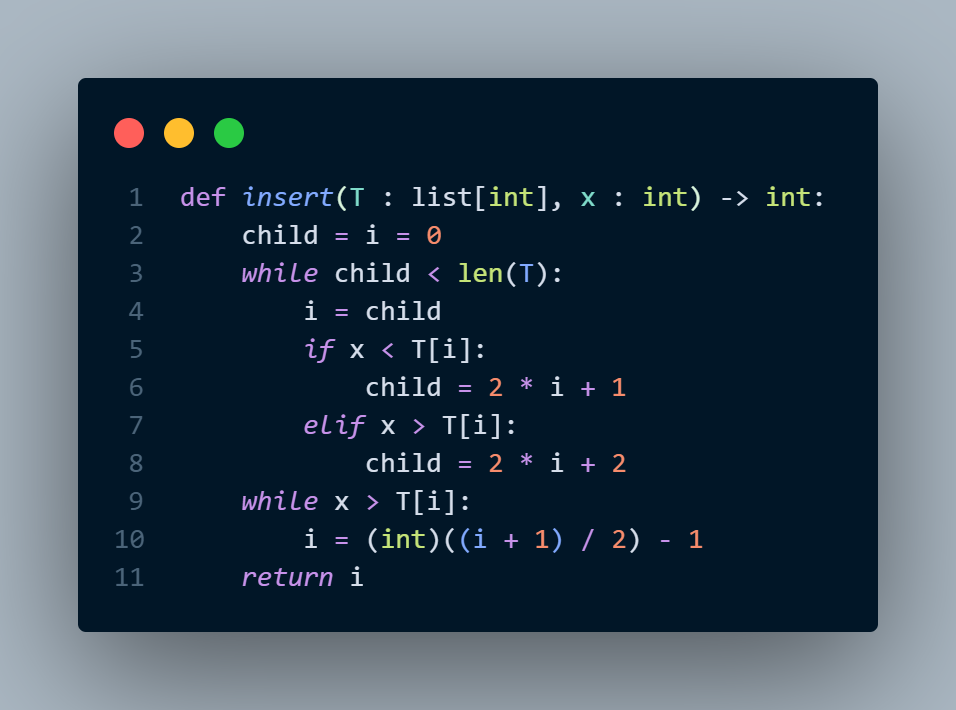 1 def insert(T : list[int], x : int) -> int:
2     child = i = 0
3     while child < len(T):
4         i = child
5         if x < T[i]:
6             child = 2 * i + 1
7         elif x > T[i]:
8             child = 2 * i + 2
9     while x > T[i]:
10         i = (int)((i + 1) / 2) - 1
11     return i